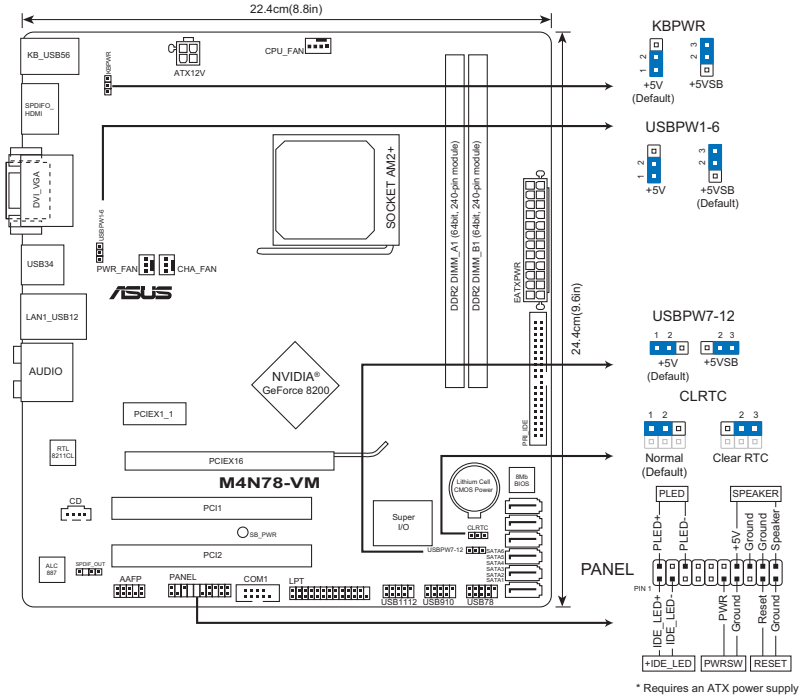 22.4cm(8.8in)
KBPWR
KB_USB56
KBPWR
ATX12V
CPU_FAN
3
2 2
1
+5V +5VSB
(Default)
SPDIFO_
HDMI
USBPW1-6
DVI_VGA
SOCKET AM2+
DDR2 DIMM_A1 (64bit, 240-pin module)
DDR2 DIMM_B1 (64bit, 240-pin module)
3
2 2
1
+5V +5VSB
(Default)
USBPW1-6
USB34
PWR_FAN CHA_FAN
EATXPWR
ASUS
24.4cm(9.6in)
LAN1_USB12
USBPW7-12
1 2 2 3
+5V +5VSB
(Default)
AUDIO
NVIDIA®
GeForce 8200
CLRTC
1 2 2 3
Normal Clear RTC
(Default)
PCIEX1_1
PRI_IDE
RTL
8211CL
PCIEX16
M4N78-VM
Lithium Cell
CMOS Power
8Mb
BIOS
CD
PCI1
SB_PWR
Super
I/O
CLRTC
USBPW7-12
SATA6
SATA5
SATA4
SATA3
SATA2
SATA1
PCI2
ALC
887
SPDIF_OUT
AAFP
PANEL
COM1
LPT
USB1112 USB910 USB78
PLED SPEAKER
PLED+
PLED-
+5V
Ground
Ground
Speaker
PANEL
PIN 1
IDE_LED+
IDE_LED-
PWR
Ground
Reset
Ground
+IDE_LED PWRSW RESET
* Requires an ATX power supply